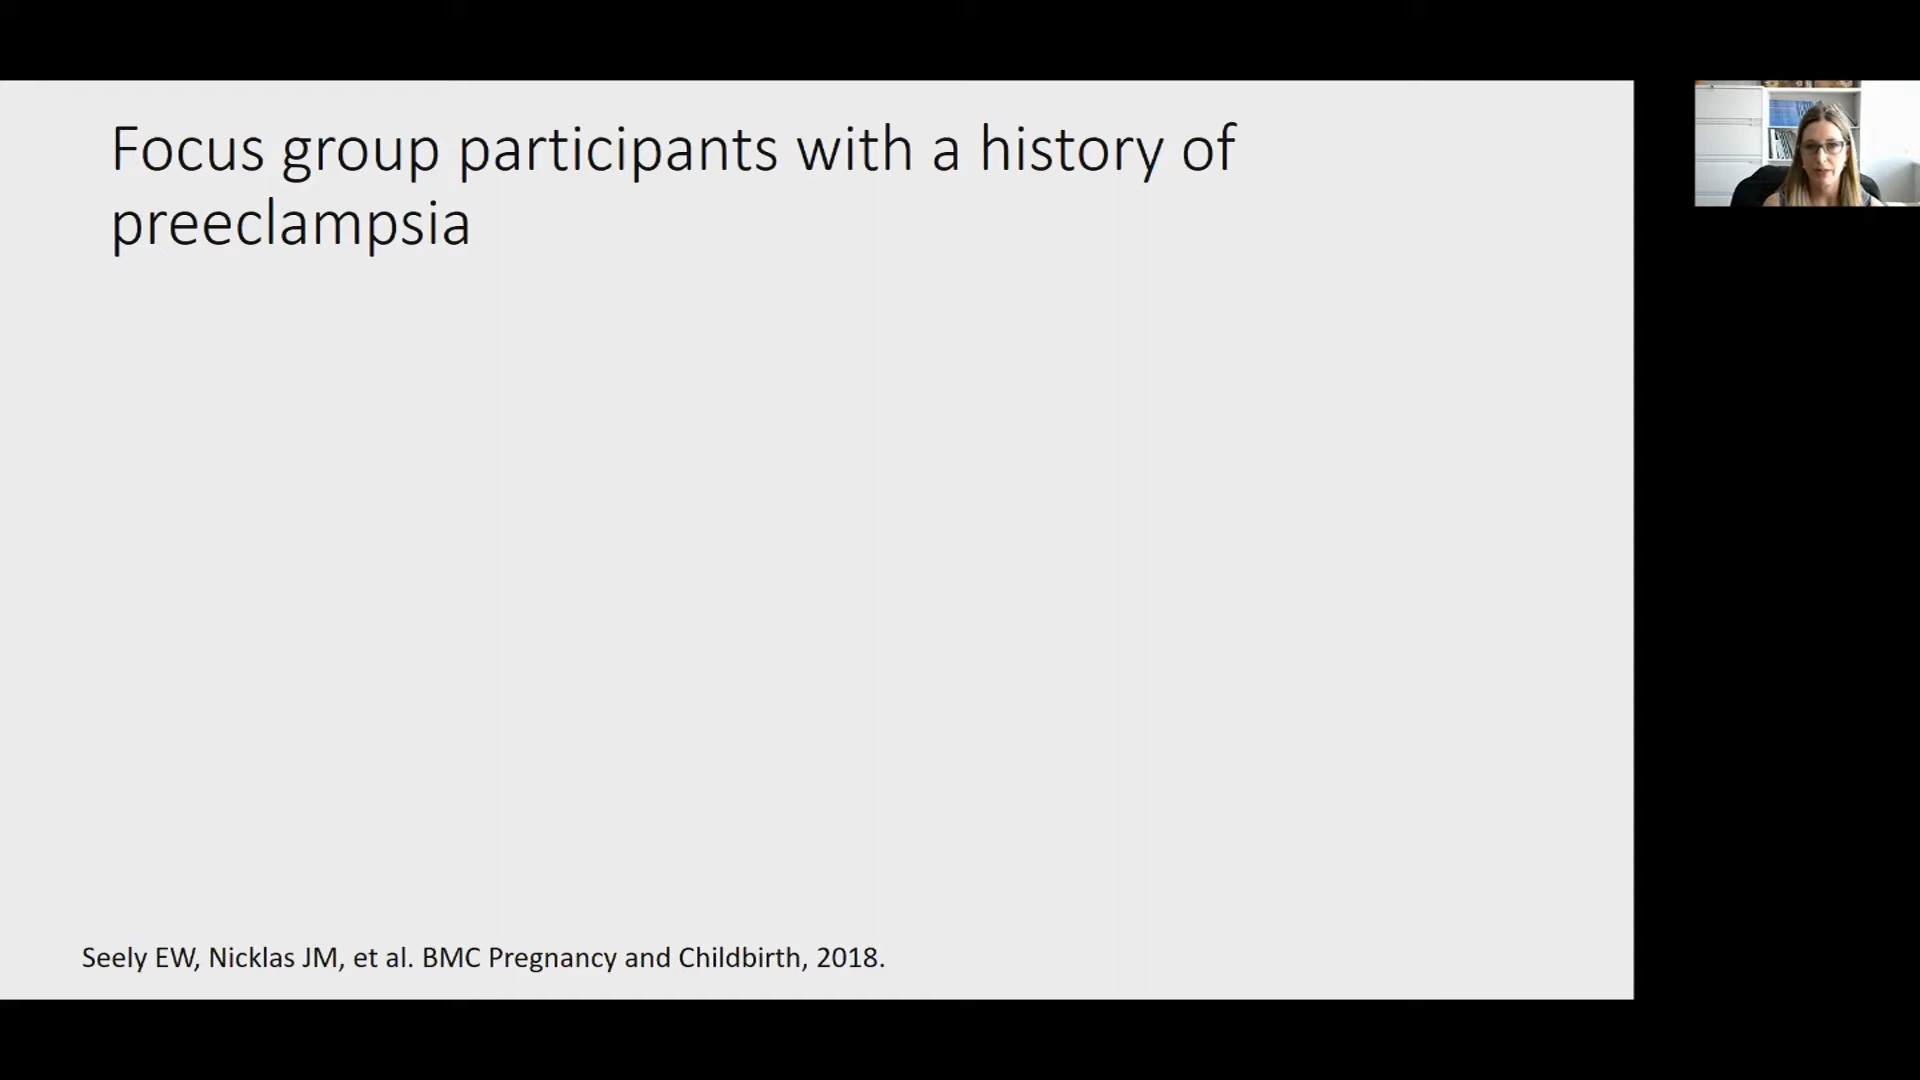 Focus group participants with a history of
preeclampsia
Seely EW, Nicklas JM, et al. BMC Pregnancy and Childbirth, 2018.